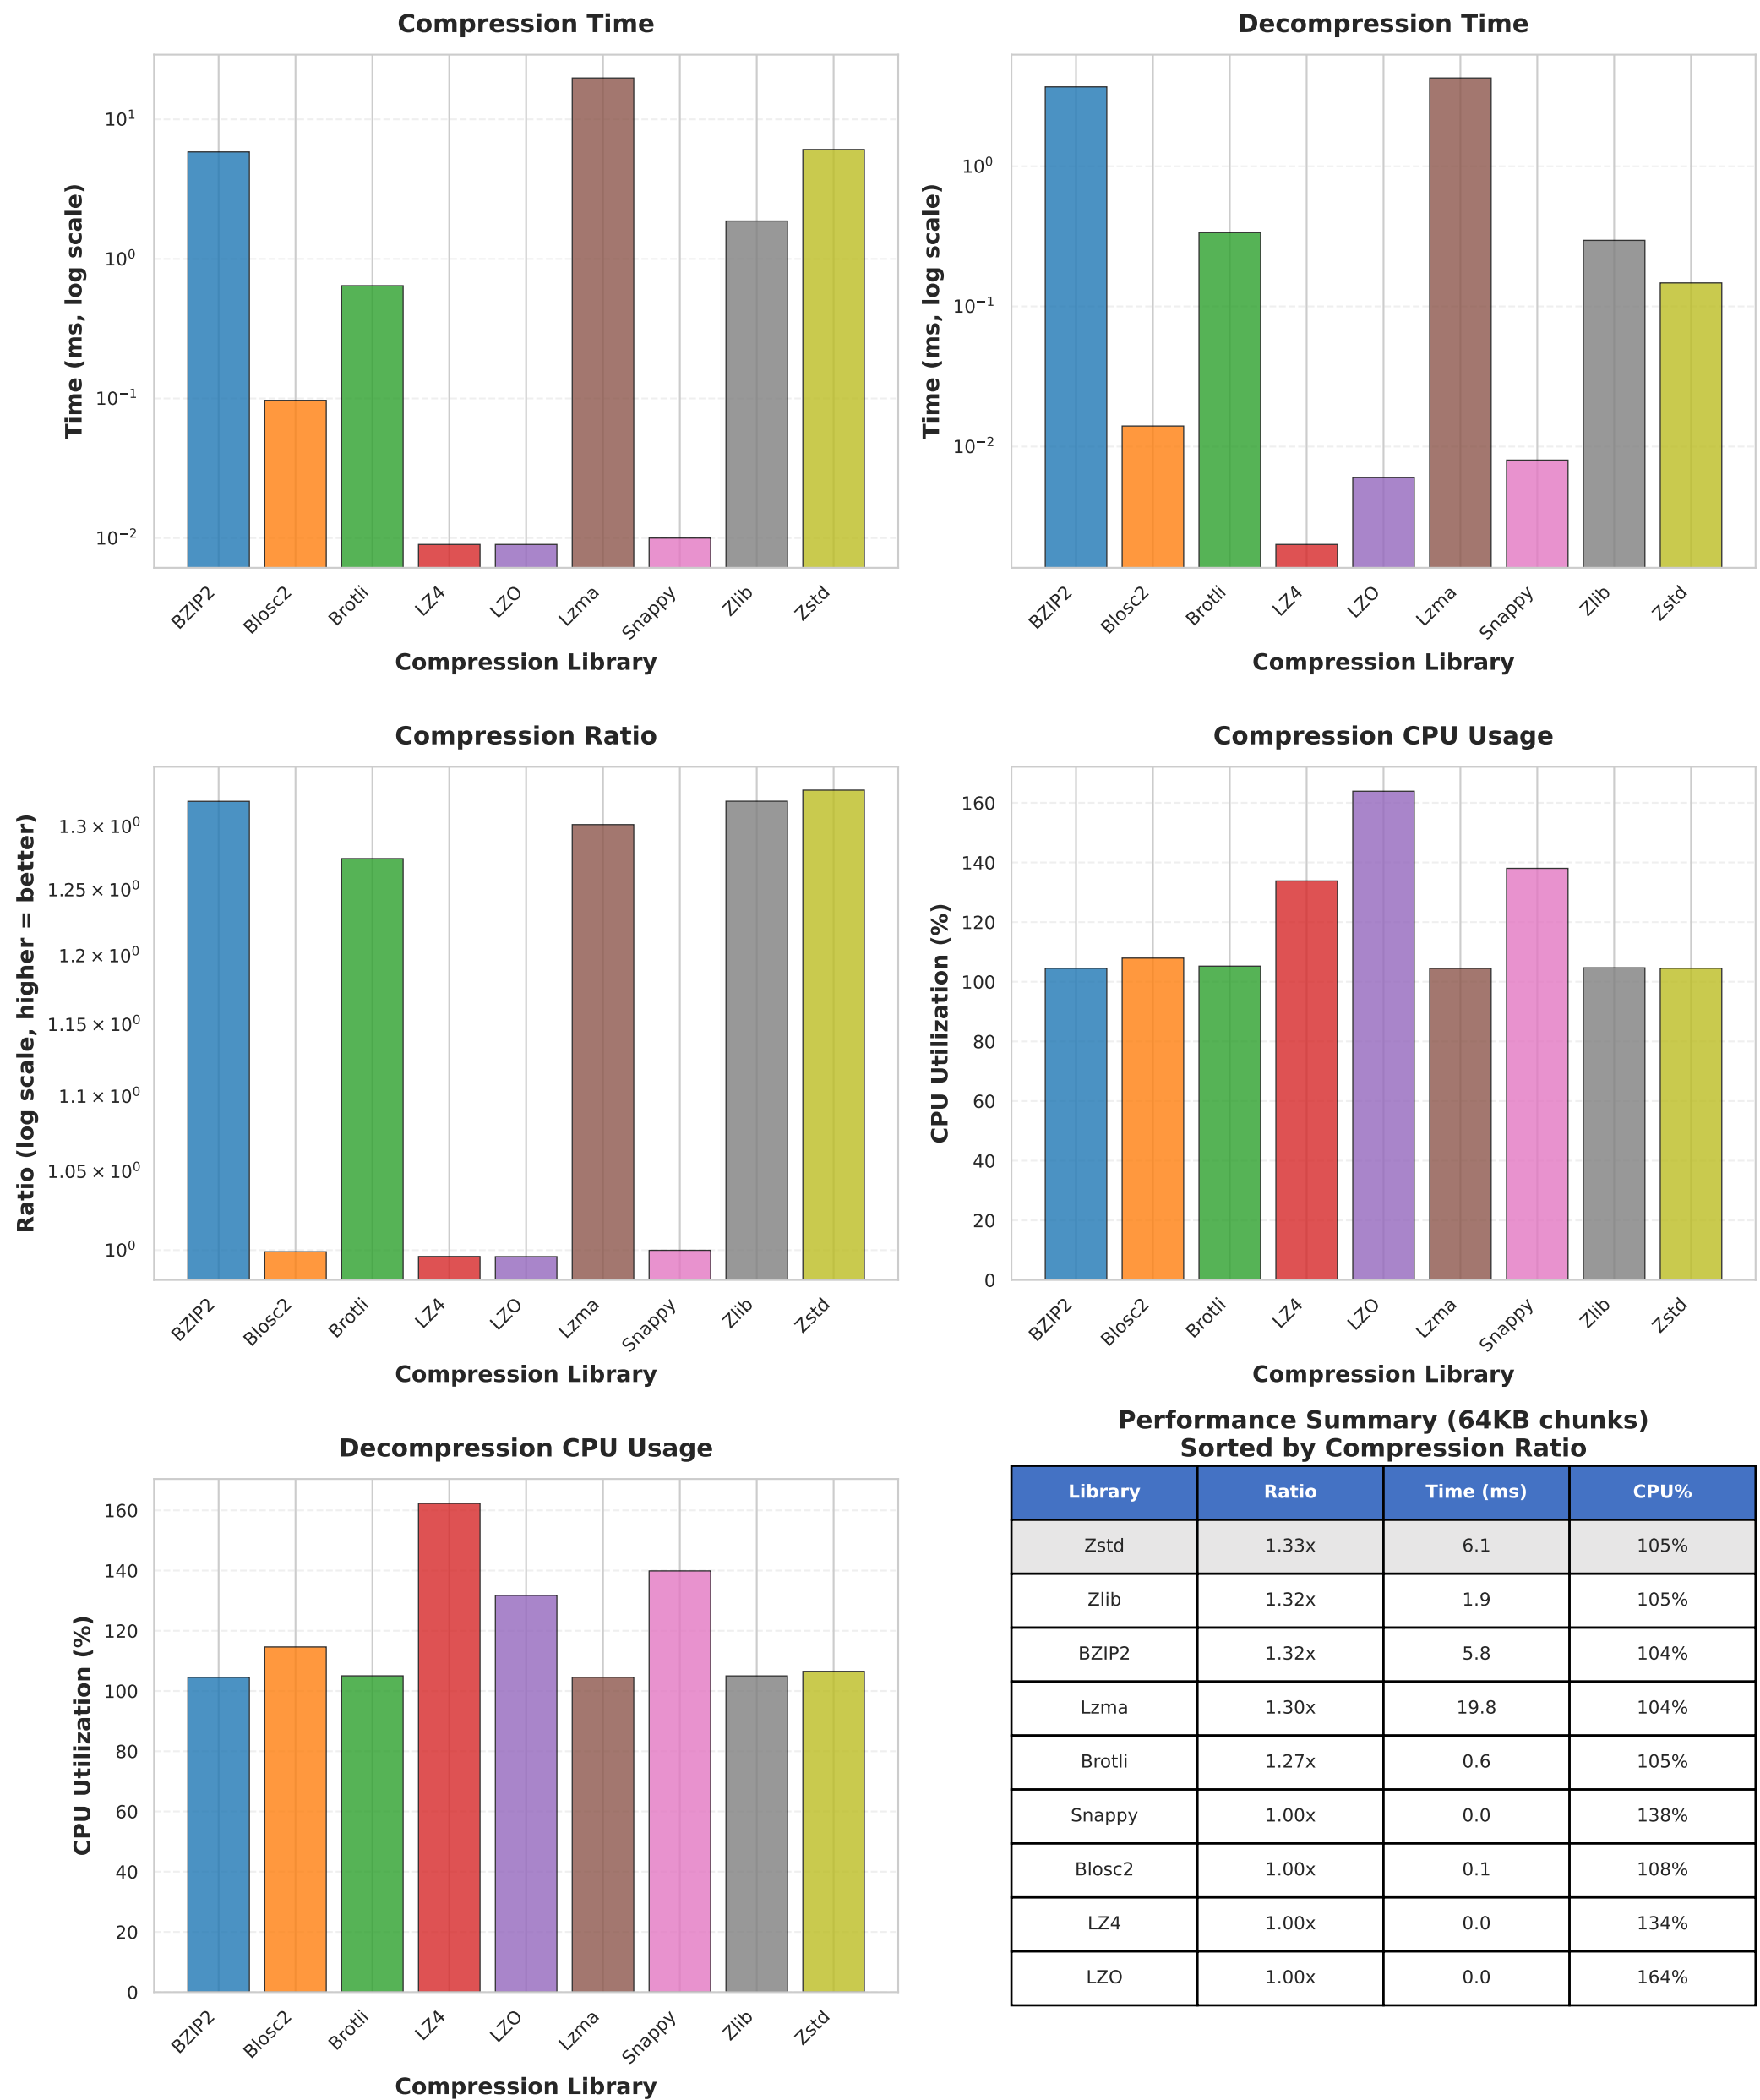 Compression Time
Time (ms, log scale)
10¹
10⁰
10⁻¹
10⁻²
BZIP2
Blosc2
Brotli
LZ4
LZO
Lzma
Snappy
Zlib
Zstd
Compression Library
Decompression Time
Time (ms, log scale)
10⁰
10⁻¹
10⁻²
BZIP2
Blosc2
Brotli
LZ4
LZO
Lzma
Snappy
Zlib
Zstd
Compression Library
Compression Ratio
Ratio (log scale, higher = better)
1.3 × 10⁰
1.25 × 10⁰
1.2 × 10⁰
1.15 × 10⁰
1.1 × 10⁰
1.05 × 10⁰
10⁰
BZIP2
Blosc2
Brotli
LZ4
LZO
Lzma
Snappy
Zlib
Zstd
Compression Library
Compression CPU Usage
CPU Utilization (%)
160
140
120
100
80
60
40
20
0
BZIP2
Blosc2
Brotli
LZ4
LZO
Lzma
Snappy
Zlib
Zstd
Compression Library
Decompression CPU Usage
CPU Utilization (%)
160
140
120
100
80
60
40
20
0
BZIP2
Blosc2
Brotli
LZ4
LZO
Lzma
Snappy
Zlib
Zstd
Compression Library
Performance Summary (64KB chunks)
Sorted by Compression Ratio
Library Ratio Time (ms) CPU%
Zstd 1.33x 6.1 105%
Zlib 1.32x 1.9 105%
BZIP2 1.32x 5.8 104%
Lzma 1.30x 19.8 104%
Brotli 1.27x 0.6 105%
Snappy 1.00x 0.0 138%
Blosc2 1.00x 0.1 108%
LZ4 1.00x 0.0 134%
LZO 1.00x 0.0 164%